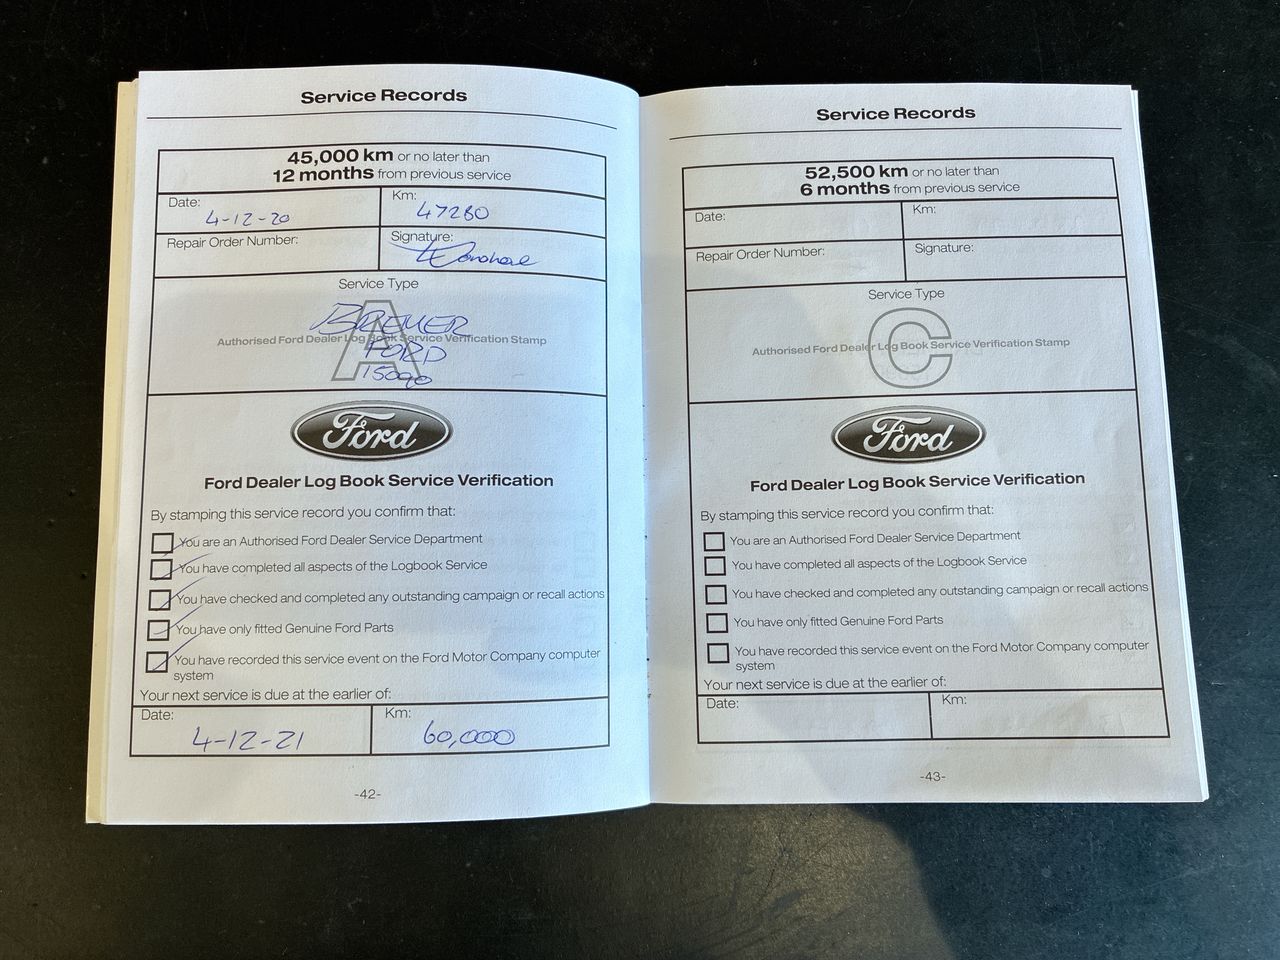 Service Records
45,000 km or no later than
12 months from previous service
Date:
4-12-20
Km:
47280
Repair Order Number:
Signature:
Service Type
A
Authorised Ford Dealer Log Book Service Verification Stamp
FORD
Ford
Ford Dealer Log Book Service Verification
By stamping this service record you confirm that:
You are an Authorised Ford Dealer Service Department
You have completed all aspects of the Logbook Service
You have checked and completed any outstanding campaign or recall actions
You have only fitted Genuine Ford Parts
You have recorded this service event on the Ford Motor Company computer
system
Your next service is due at the earlier of:
Date:
4-12-21
Km:
60,000
-42-
Service Records
52,500 km or no later than
6 months from previous service
Date:
Km:
Repair Order Number:
Signature:
Service Type
C
Authorised Ford Dealer Log Book Service Verification Stamp
Ford
Ford Dealer Log Book Service Verification
By stamping this service record you confirm that:
You are an Authorised Ford Dealer Service Department
You have completed all aspects of the Logbook Service
You have checked and completed any outstanding campaign or recall actions
You have only fitted Genuine Ford Parts
You have recorded this service event on the Ford Motor Company computer
system
Your next service is due at the earlier of:
Date:
Km:
-43-